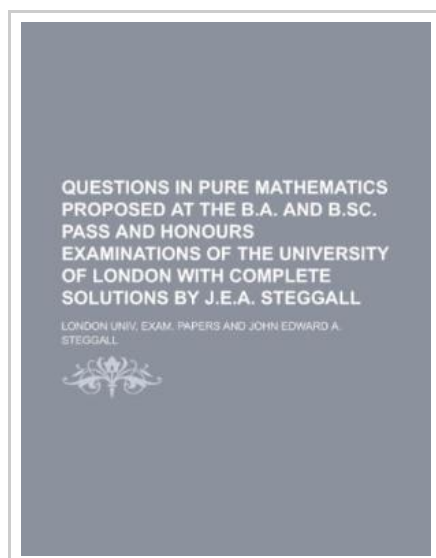 QUESTIONS IN PURE MATHEMATICS
PROPOSED AT THE B.A. AND B.SC.
PASS AND HONOURS
EXAMINATIONS OF THE UNIVERSITY
OF LONDON WITH COMPLETE
SOLUTIONS BY J.E.A. STEGGALL
LONDON UNIV, EXAM. PAPERS AND JOHN EDWARD A.
STEGGALL